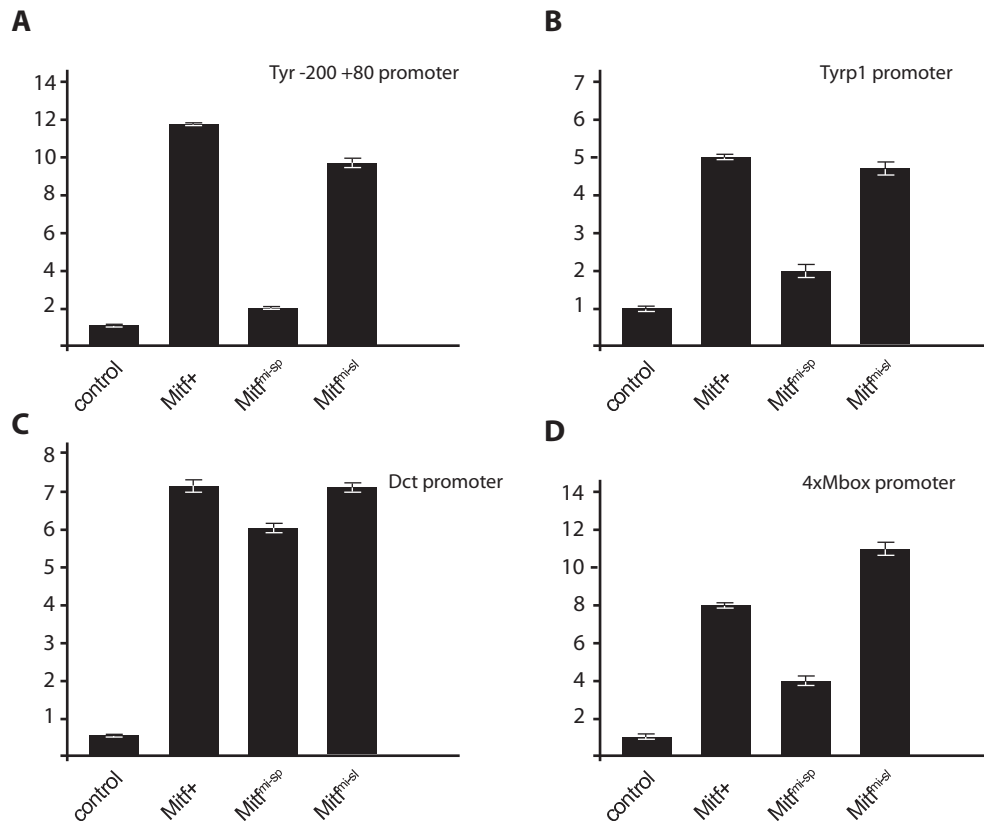 A
Tyr -200 +80 promoter
14
12
10
8
6
4
2
control
Mitf+
Mitfmi-sp
Mitfmi-sl
B
Tyrp1 promoter
7
6
5
4
3
2
1
control
Mitf+
Mitfmi-sp
Mitfmi-sl
C
Dct promoter
8
7
6
5
4
3
2
1
control
Mitf+
Mitfmi-sp
Mitfmi-sl
D
4xMbox promoter
14
12
10
8
6
4
2
control
Mitf+
Mitfmi-sp
Mitfmi-sl